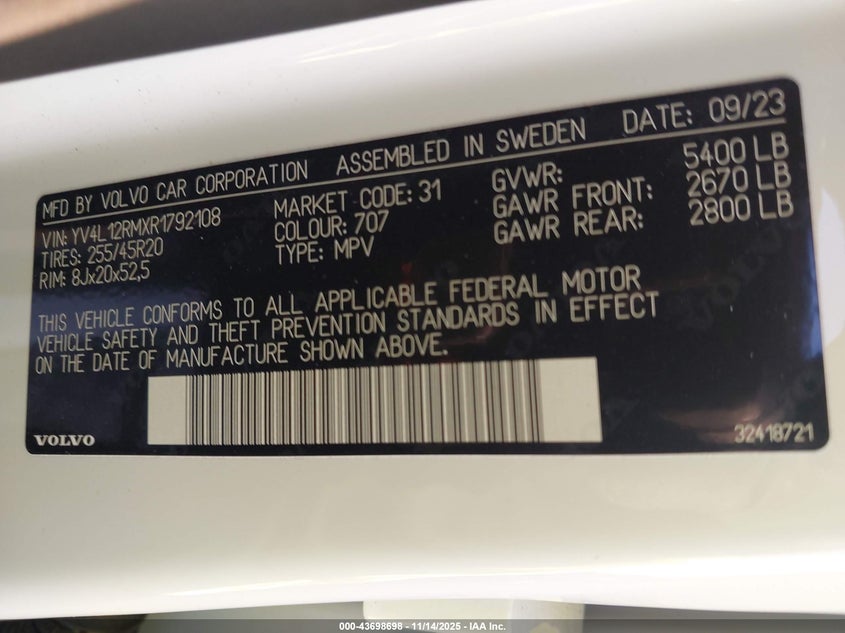 MFD BY VOLVO CAR CORPORATION ASSEMBLED IN SWEDEN DATE: 09/23
VIN: YV4L12RMXR1792108 MARKET CODE: 31 GVWR: 5400 LB
TIRES: 255/45R20 COLOUR: 707 GAWR FRONT: 2670 LB
RIM: 8Jx20x52,5 TYPE: MPV GAWR REAR: 2800 LB
THIS VEHICLE CONFORMS TO ALL APPLICABLE FEDERAL MOTOR
VEHICLE SAFETY AND THEFT PREVENTION STANDARDS IN EFFECT
ON THE DATE OF MANUFACTURE SHOWN ABOVE.
VOLVO 32418721
000-43698698 - 11/14/2025 - IAA Inc.